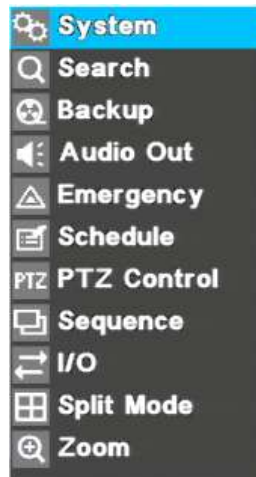 System
Search
Backup
Audio Out
Emergency
Schedule
PTZ PTZ Control
Sequence
I/O
Split Mode
Zoom